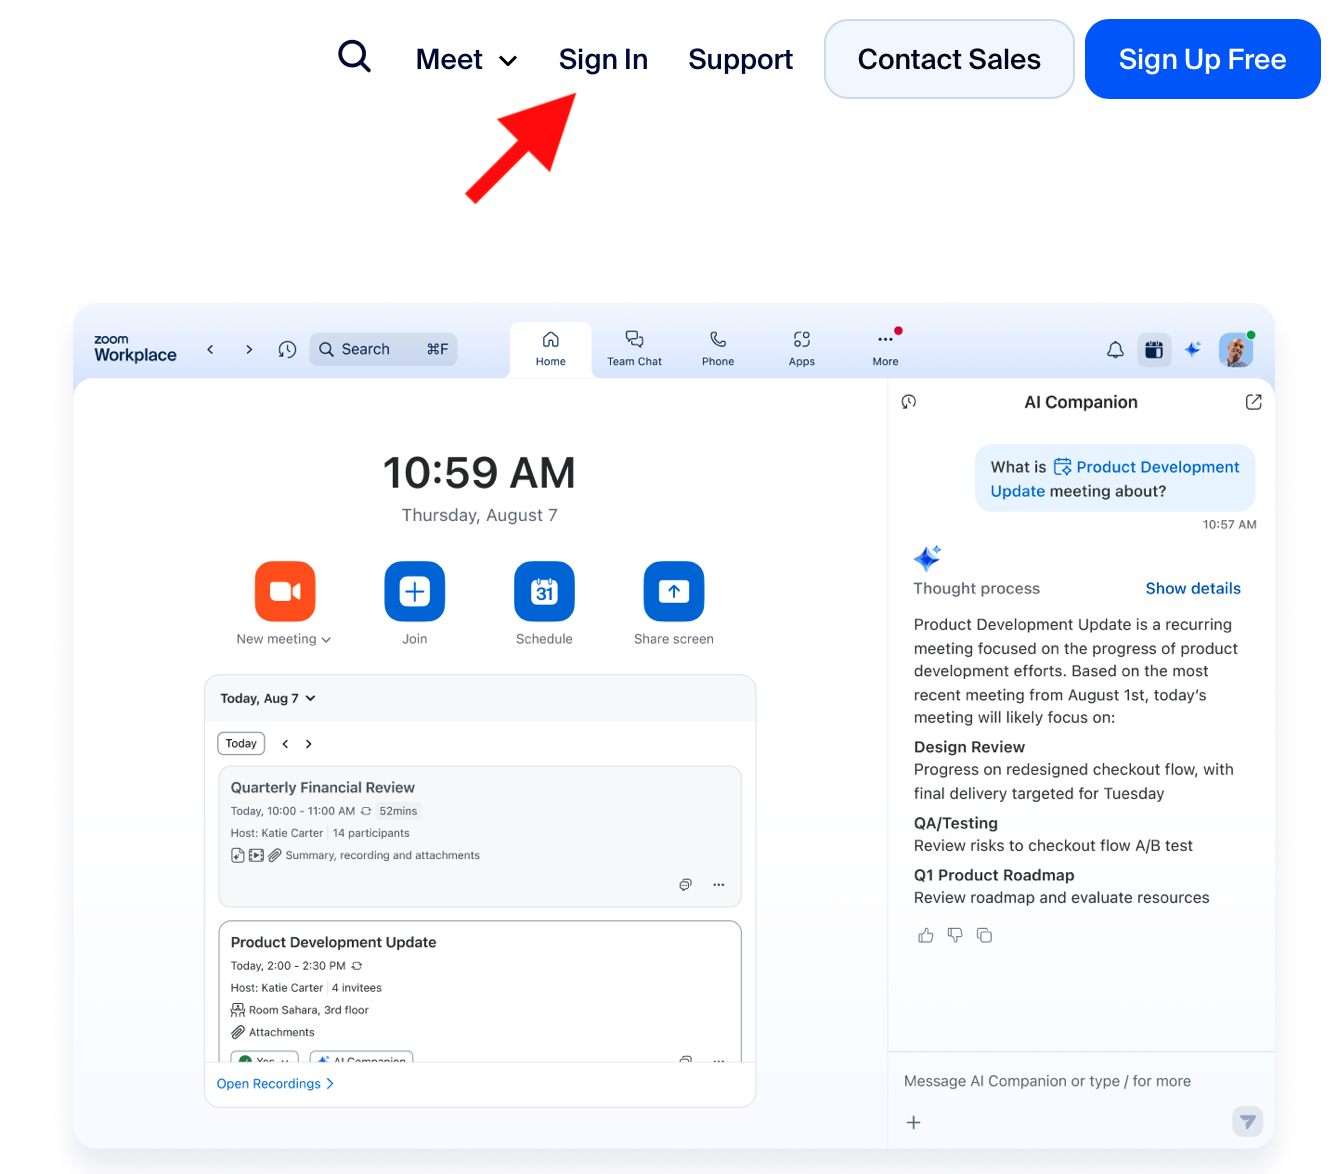 Meet
Sign In
Support
Contact Sales
Sign Up Free
zoom
Workplace
Search
⌘F
Home
Team Chat
Phone
Apps
More
10:59 AM
Thursday, August 7
New meeting
Join
31
Schedule
Share screen
Today, Aug 7
Today
Quarterly Financial Review
Today, 10:00 - 11:00 AM 52mins
Host: Katie Carter 14 participants
Summary, recording and attachments
Product Development Update
Today, 2:00 - 2:30 PM
Host: Katie Carter 4 invitees
Room Sahara, 3rd floor
Attachments
Yes
AI Companion
Open Recordings
AI Companion
What is Product Development
Update meeting about?
10:57 AM
Thought process
Show details
Product Development Update is a recurring
meeting focused on the progress of product
development efforts. Based on the most
recent meeting from August 1st, today's
meeting will likely focus on:
Design Review
Progress on redesigned checkout flow, with
final delivery targeted for Tuesday
QA/Testing
Review risks to checkout flow A/B test
Q1 Product Roadmap
Review roadmap and evaluate resources
Message AI Companion or type / for more